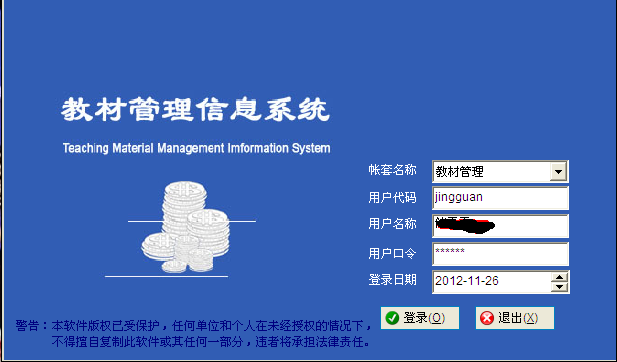 教材管理信息系统
Teaching Material Management Imformation System
帐套名称 教材管理
用户代码 jingguan
用户名称
用户口令 ******
登录日期 2012-11-26
登录(O) 退出(X)
警告：本软件版权已受保护，任何单位和个人在未经授权的情况下，
不得擅自复制此软件或其任何一部分，违者将承担法律责任。